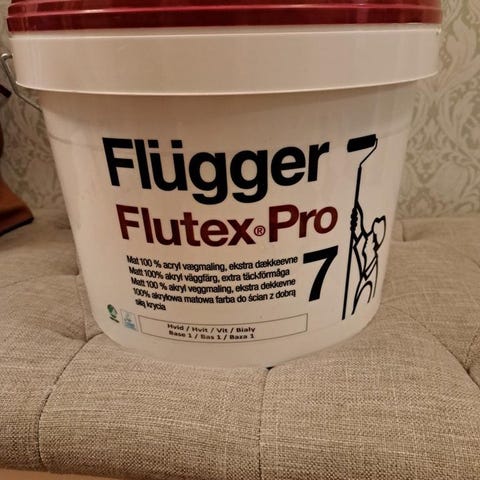 Flügger
Flutex® Pro
7
Mat 100 % acryl vægmaling, ekstra dækkeevne
Matt 100% akryl väggfärg, extra täckförmåga
Matt 100 % akryl veggmaling, ekstra dekkevne
100% akrylowa matowa farba do ścian z dobrą
siłą krycia
Hvid / Hvit / Vit / Biały
Base 1 / Bas 1 / Baza 1